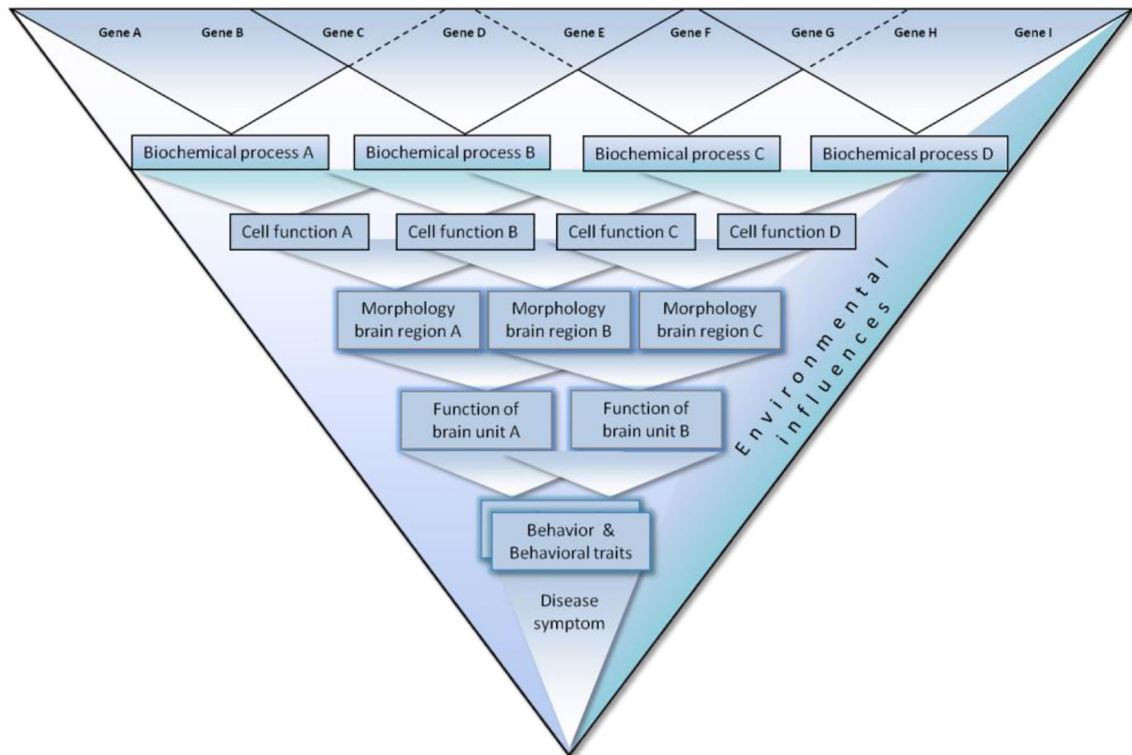 Gene A Gene B Gene C Gene D Gene E Gene F Gene G Gene H Gene I
Biochemical process A Biochemical process B Biochemical process C Biochemical process D
Cell function A Cell function B Cell function C Cell function D
Morphology
brain region A
Morphology
brain region B
Morphology
brain region C
Function of
brain unit A
Function of
brain unit B
Environmental
influences
Behavior &
Behavioral traits
Disease
symptom